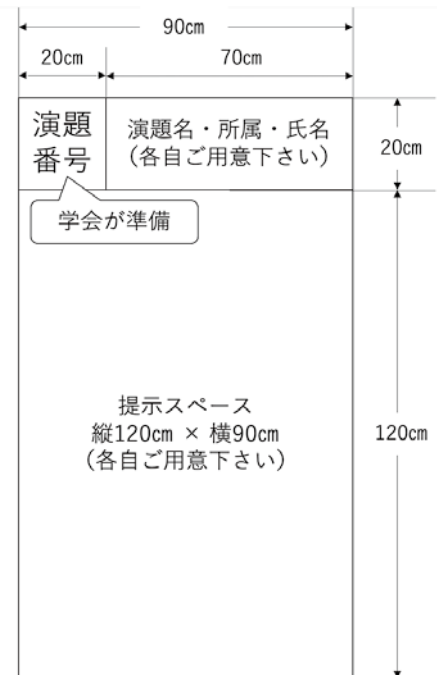 90cm
20cm
70cm
演題
番号
演題名・所属・氏名
（各自ご用意下さい）
20cm
学会が準備
提示スペース
縦120cm × 横90cm
（各自ご用意下さい）
120cm